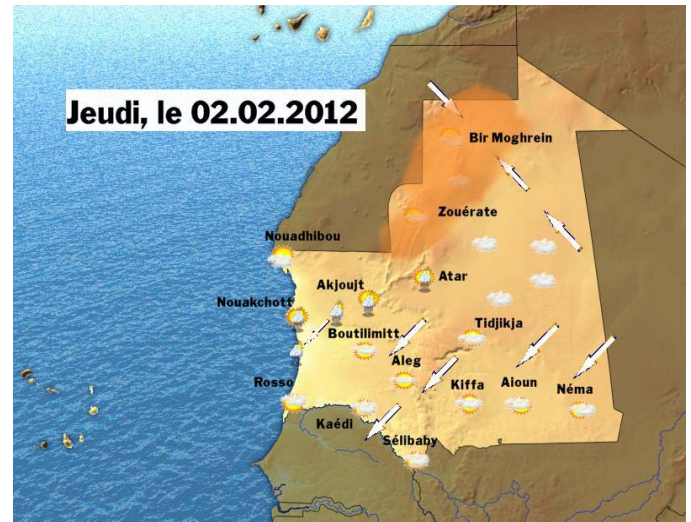 Jeudi, le 02.02.2012
Bir Moghrein
Zouérate
Nouadhibou
Atar
Akjoujt
Nouakchott
Tidjikja
Boutilimitt
Aleg
Rosso
Kiffa
Aioun
Néma
Kaédi
Sélibaby